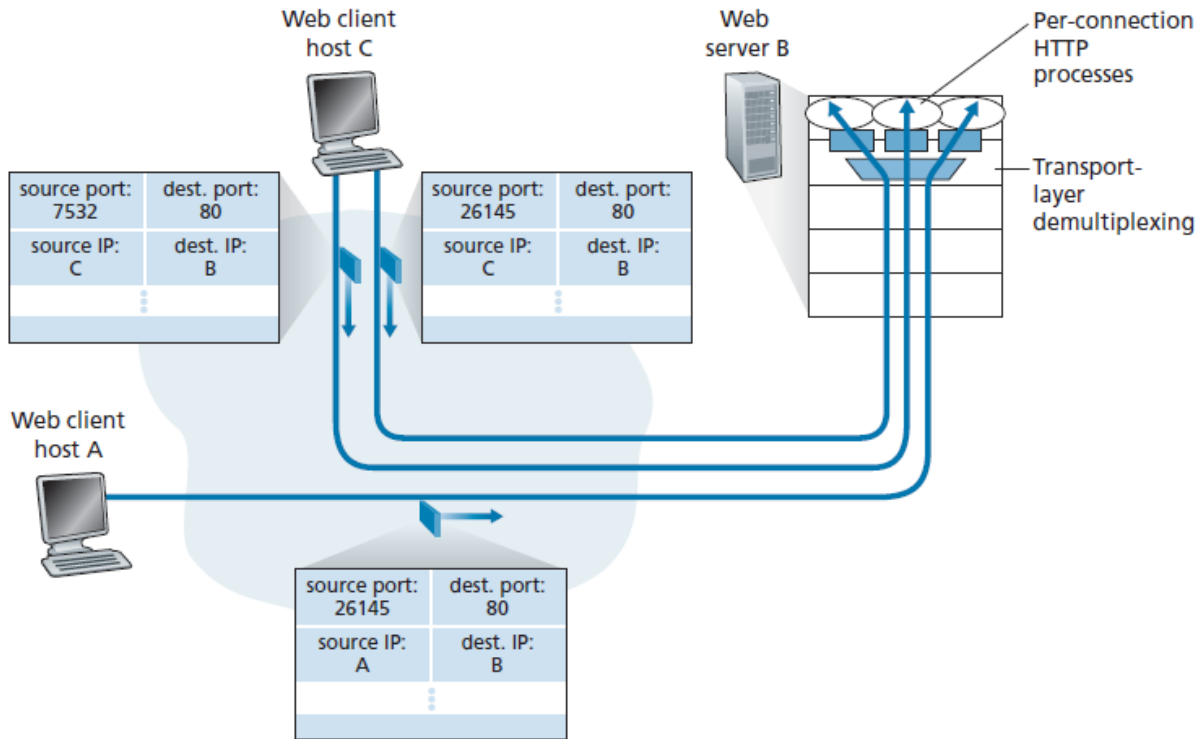 Web client
host C
Web
server B
Per-connection
HTTP
processes
Transport-
layer
demultiplexing
source port:
7532
dest. port:
80
source IP:
C
dest. IP:
B
source port:
26145
dest. port:
80
source IP:
C
dest. IP:
B
Web client
host A
source port:
26145
dest. port:
80
source IP:
A
dest. IP:
B